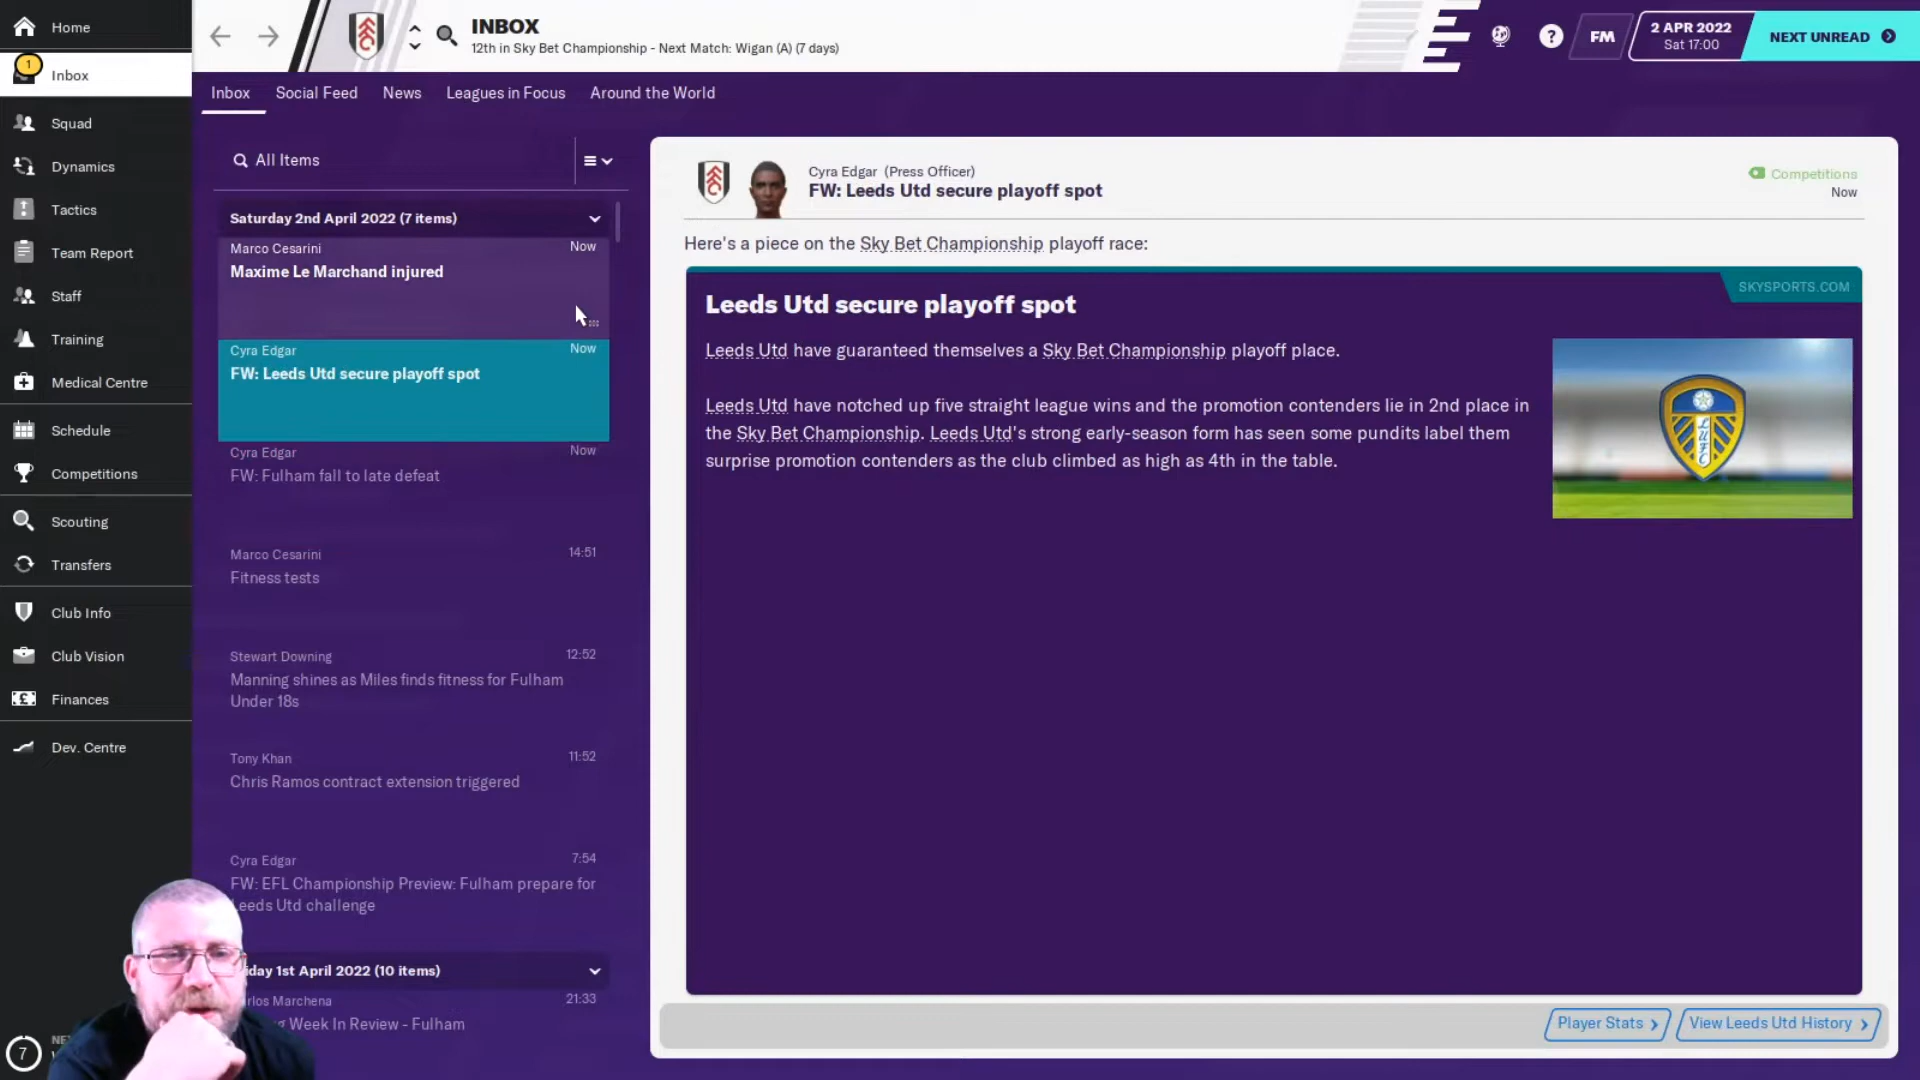 Home
1
Inbox
Squad
Dynamics
Tactics
Team Report
Staff
Training
Medical Centre
Schedule
Competitions
Scouting
Transfers
Club Info
Club Vision
Finances
Dev. Centre
7
INBOX
12th in Sky Bet Championship - Next Match: Wigan (A) (7 days)
?
FM
2 APR 2022
Sat 17:00
NEXT UNREAD
Inbox
Social Feed
News
Leagues in Focus
Around the World
All Items
Saturday 2nd April 2022 (7 items)
Marco Cesarini Now
Maxime Le Marchand injured
Cyra Edgar Now
FW: Leeds Utd secure playoff spot
Cyra Edgar Now
FW: Fulham fall to late defeat
Marco Cesarini 14:51
Fitness tests
Stewart Downing 12:52
Manning shines as Miles finds fitness for Fulham
Under 18s
Tony Khan 11:52
Chris Ramos contract extension triggered
Cyra Edgar 7:54
FW: EFL Championship Preview: Fulham prepare for
Leeds Utd challenge
iday 1st April 2022 (10 items)
rlos Marchena 21:33
g Week In Review - Fulham
Cyra Edgar (Press Officer)
FW: Leeds Utd secure playoff spot
Competitions
Now
Here's a piece on the Sky Bet Championship playoff race:
SKYSPORTS.COM
Leeds Utd secure playoff spot
Leeds Utd have guaranteed themselves a Sky Bet Championship playoff place.
Leeds Utd have notched up five straight league wins and the promotion contenders lie in 2nd place in
the Sky Bet Championship. Leeds Utd's strong early-season form has seen some pundits label them
surprise promotion contenders as the club climbed as high as 4th in the table.
LUFC
Player Stats
View Leeds Utd History